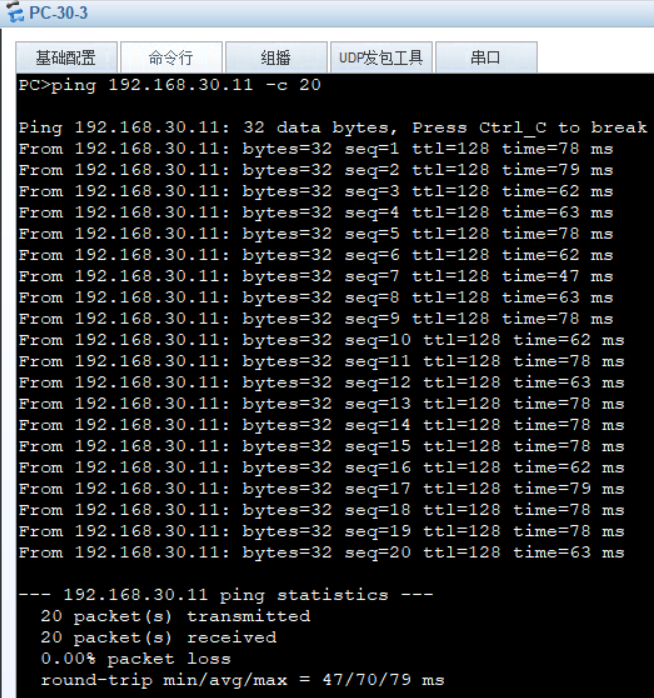 PC-30-3
基础配置 命令行 组播 UDP发包工具 串口
PC>ping 192.168.30.11 -c 20
Ping 192.168.30.11: 32 data bytes, Press Ctrl_C to break
From 192.168.30.11: bytes=32 seq=1 ttl=128 time=78 ms
From 192.168.30.11: bytes=32 seq=2 ttl=128 time=79 ms
From 192.168.30.11: bytes=32 seq=3 ttl=128 time=62 ms
From 192.168.30.11: bytes=32 seq=4 ttl=128 time=63 ms
From 192.168.30.11: bytes=32 seq=5 ttl=128 time=78 ms
From 192.168.30.11: bytes=32 seq=6 ttl=128 time=62 ms
From 192.168.30.11: bytes=32 seq=7 ttl=128 time=47 ms
From 192.168.30.11: bytes=32 seq=8 ttl=128 time=63 ms
From 192.168.30.11: bytes=32 seq=9 ttl=128 time=78 ms
From 192.168.30.11: bytes=32 seq=10 ttl=128 time=62 ms
From 192.168.30.11: bytes=32 seq=11 ttl=128 time=78 ms
From 192.168.30.11: bytes=32 seq=12 ttl=128 time=63 ms
From 192.168.30.11: bytes=32 seq=13 ttl=128 time=78 ms
From 192.168.30.11: bytes=32 seq=14 ttl=128 time=78 ms
From 192.168.30.11: bytes=32 seq=15 ttl=128 time=78 ms
From 192.168.30.11: bytes=32 seq=16 ttl=128 time=62 ms
From 192.168.30.11: bytes=32 seq=17 ttl=128 time=79 ms
From 192.168.30.11: bytes=32 seq=18 ttl=128 time=78 ms
From 192.168.30.11: bytes=32 seq=19 ttl=128 time=78 ms
From 192.168.30.11: bytes=32 seq=20 ttl=128 time=63 ms
--- 192.168.30.11 ping statistics ---
20 packet(s) transmitted
20 packet(s) received
0.00% packet loss
round-trip min/avg/max = 47/70/79 ms